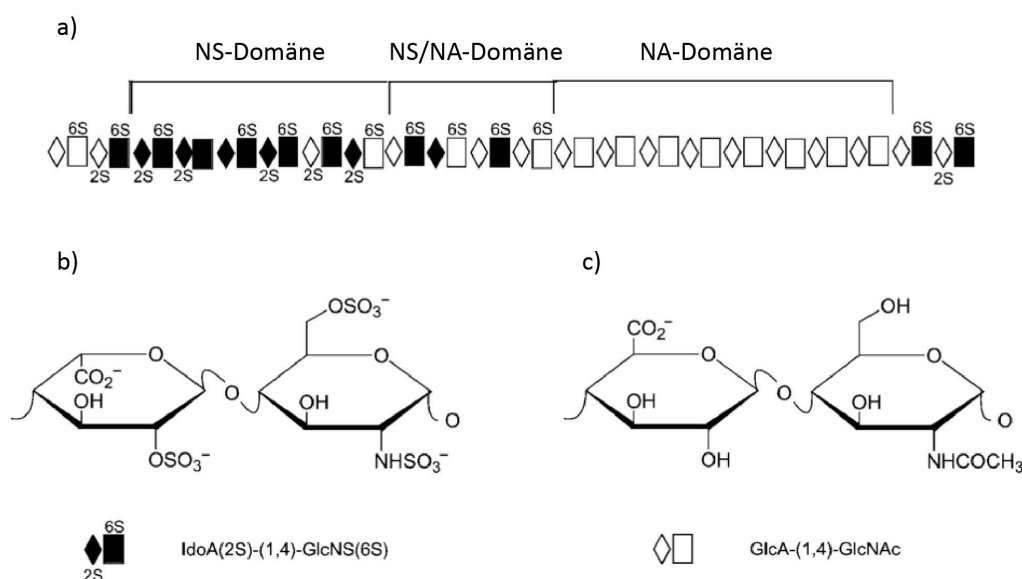 a)
NS-Domäne NS/NA-Domäne NA-Domäne
6S 6S 6S 6S 6S 6S 6S 6S 6S 6S 6S 6S 6S
2S 2S 2S 2S 2S 2S 2S
b) c)
OSO₃⁻ OH
O O CO₂⁻ O O
CO₂⁻
OH OH OH OH
O O O O
OSO₃⁻ NHSO₃⁻ OH NHCOCH₃
6S
IdoA(2S)-(1,4)-GlcNS(6S) GlcA-(1,4)-GlcNAc
2S